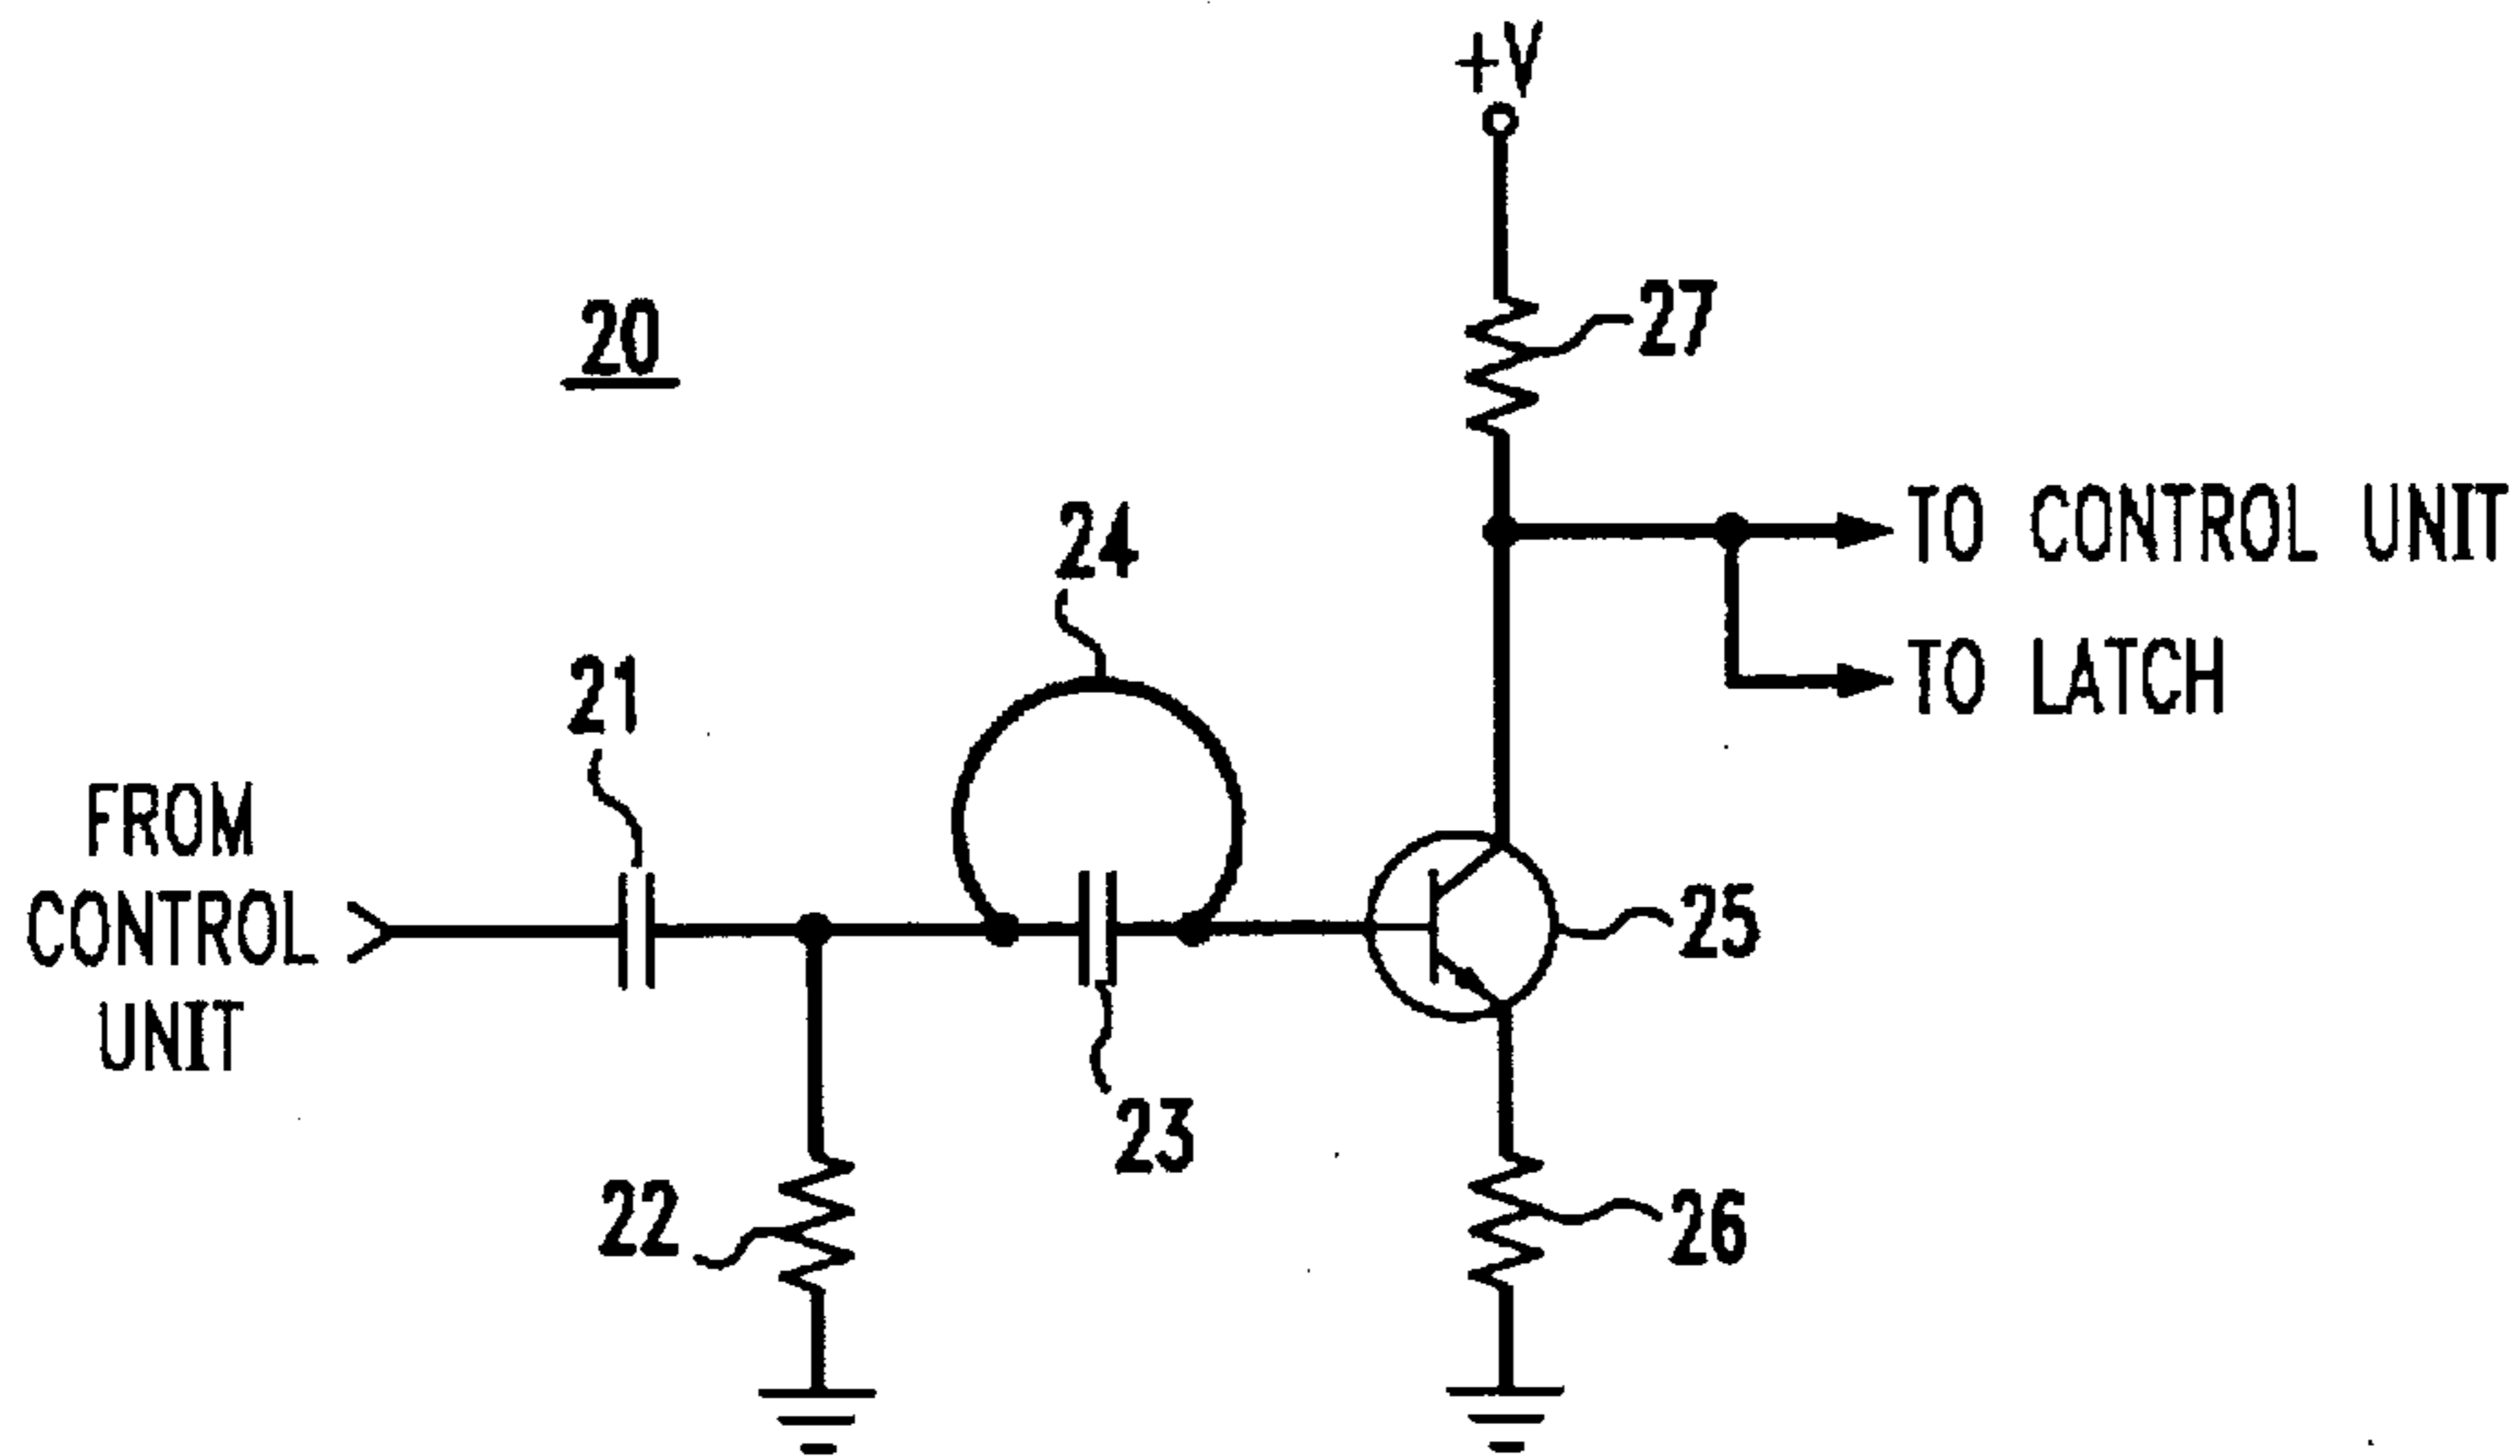 +V
20
27
24
TO CONTROL UNIT
21
TO LATCH
FROM
CONTROL
UNIT
25
23
22
26